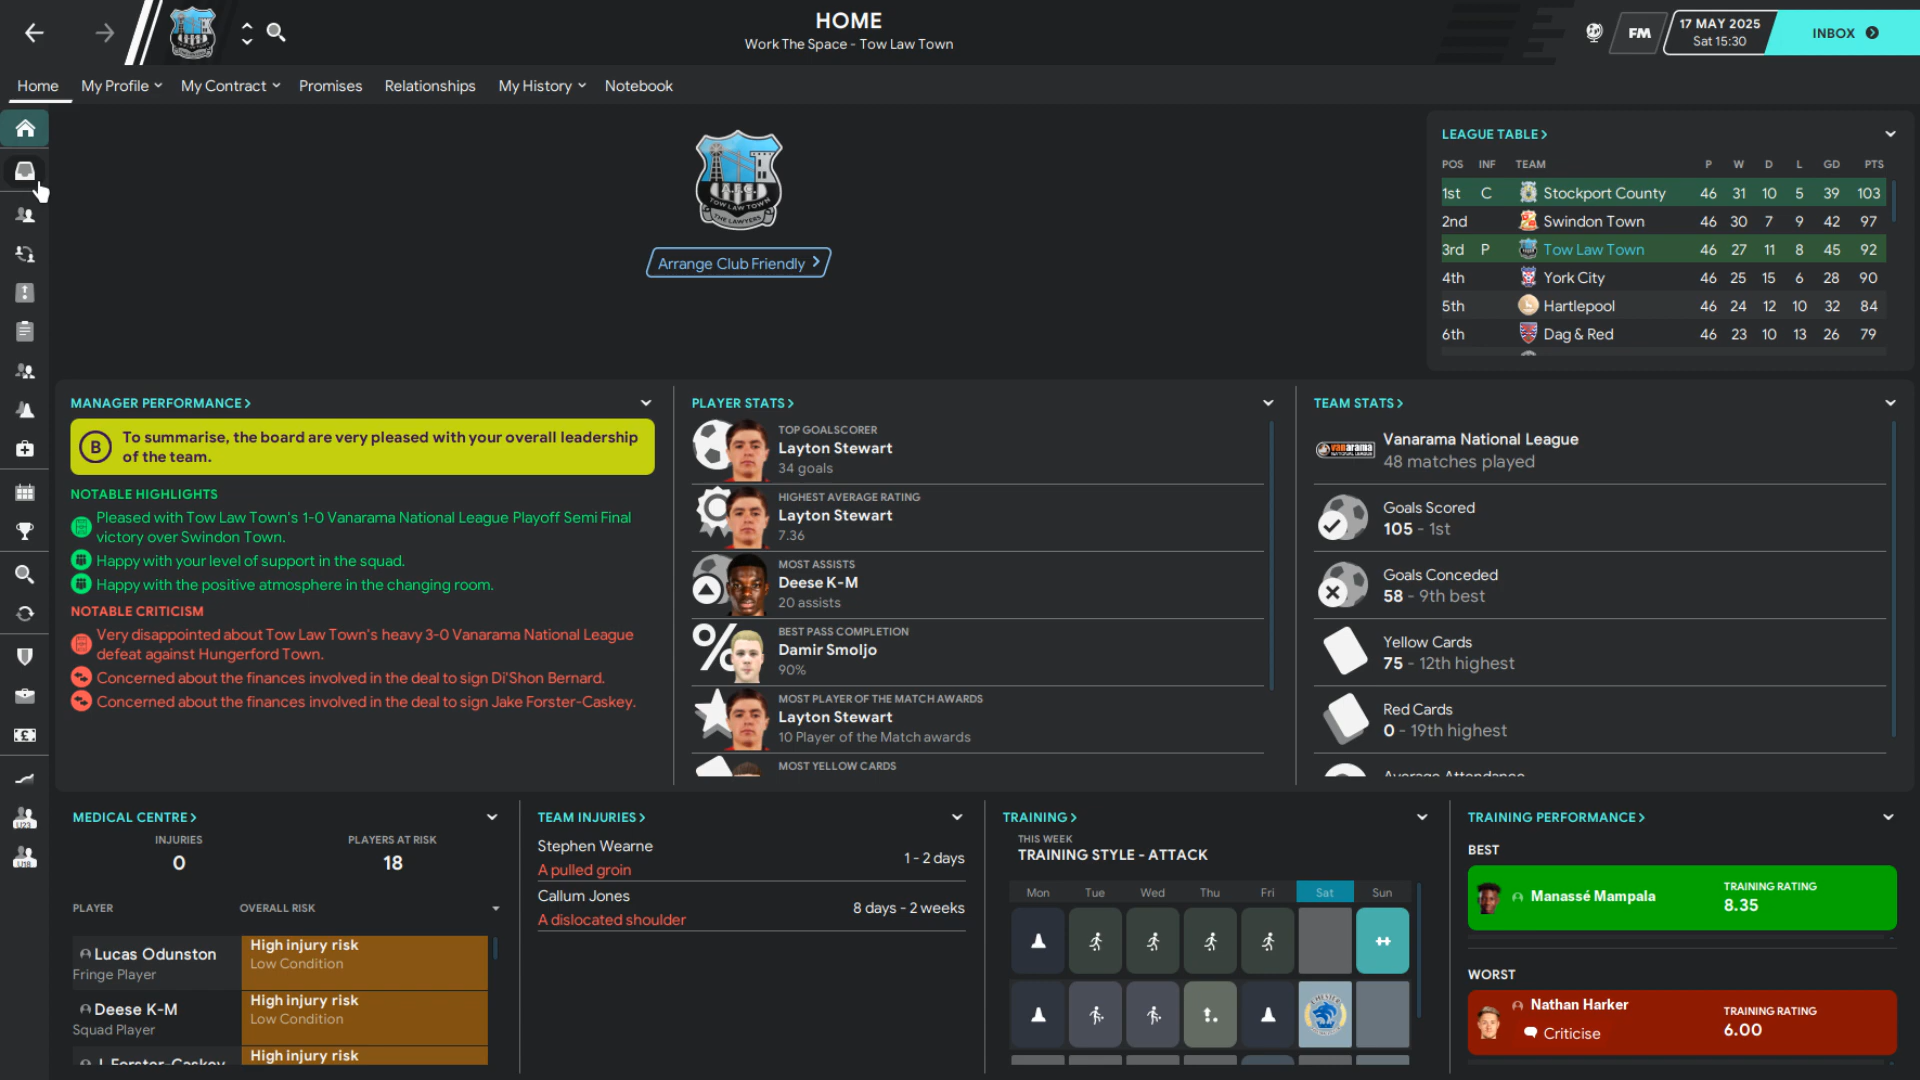 HOME
Work The Space - Tow Law Town
FM
17 MAY 2025
Sat 15:30
INBOX
Home
My Profile
My Contract
Promises
Relationships
My History
Notebook
A.F.C.
TOW LAW TOWN
THE LAWYERS
Arrange Club Friendly
LEAGUE TABLE
POS INF TEAM P W D L GD PTS
1st C Stockport County 46 31 10 5 39 103
2nd Swindon Town 46 30 7 9 42 97
3rd P Tow Law Town 46 27 11 8 45 92
4th York City 46 25 15 6 28 90
5th Hartlepool 46 24 12 10 32 84
6th Dag & Red 46 23 10 13 26 79
MANAGER PERFORMANCE
B
To summarise, the board are very pleased with your overall leadership
of the team.
NOTABLE HIGHLIGHTS
Pleased with Tow Law Town's 1-0 Vanarama National League Playoff Semi Final
victory over Swindon Town.
Happy with your level of support in the squad.
Happy with the positive atmosphere in the changing room.
NOTABLE CRITICISM
Very disappointed about Tow Law Town's heavy 3-0 Vanarama National League
defeat against Hungerford Town.
Concerned about the finances involved in the deal to sign Di'Shon Bernard.
Concerned about the finances involved in the deal to sign Jake Forster-Caskey.
PLAYER STATS
TOP GOALSCORER
Layton Stewart
34 goals
HIGHEST AVERAGE RATING
Layton Stewart
7.36
MOST ASSISTS
Deese K-M
20 assists
BEST PASS COMPLETION
Damir Smoljo
90%
MOST PLAYER OF THE MATCH AWARDS
Layton Stewart
10 Player of the Match awards
MOST YELLOW CARDS
TEAM STATS
vanarama
Vanarama National League
48 matches played
Goals Scored
105 - 1st
Goals Conceded
58 - 9th best
Yellow Cards
75 - 12th highest
Red Cards
0 - 19th highest
Average Attendance
U23
U18
MEDICAL CENTRE
INJURIES
0
PLAYERS AT RISK
18
PLAYER
OVERALL RISK
Lucas Odunston
Fringe Player
High injury risk
Low Condition
Deese K-M
Squad Player
High injury risk
Low Condition
J. Forster-Caskey
High injury risk
TEAM INJURIES
Stephen Wearne
A pulled groin
1 - 2 days
Callum Jones
A dislocated shoulder
8 days - 2 weeks
TRAINING
THIS WEEK
TRAINING STYLE - ATTACK
Mon Tue Wed Thu Fri Sat Sun
CHESTER
TRAINING PERFORMANCE
BEST
Manassé Mampala
TRAINING RATING
8.35
WORST
Nathan Harker
Criticise
TRAINING RATING
6.00